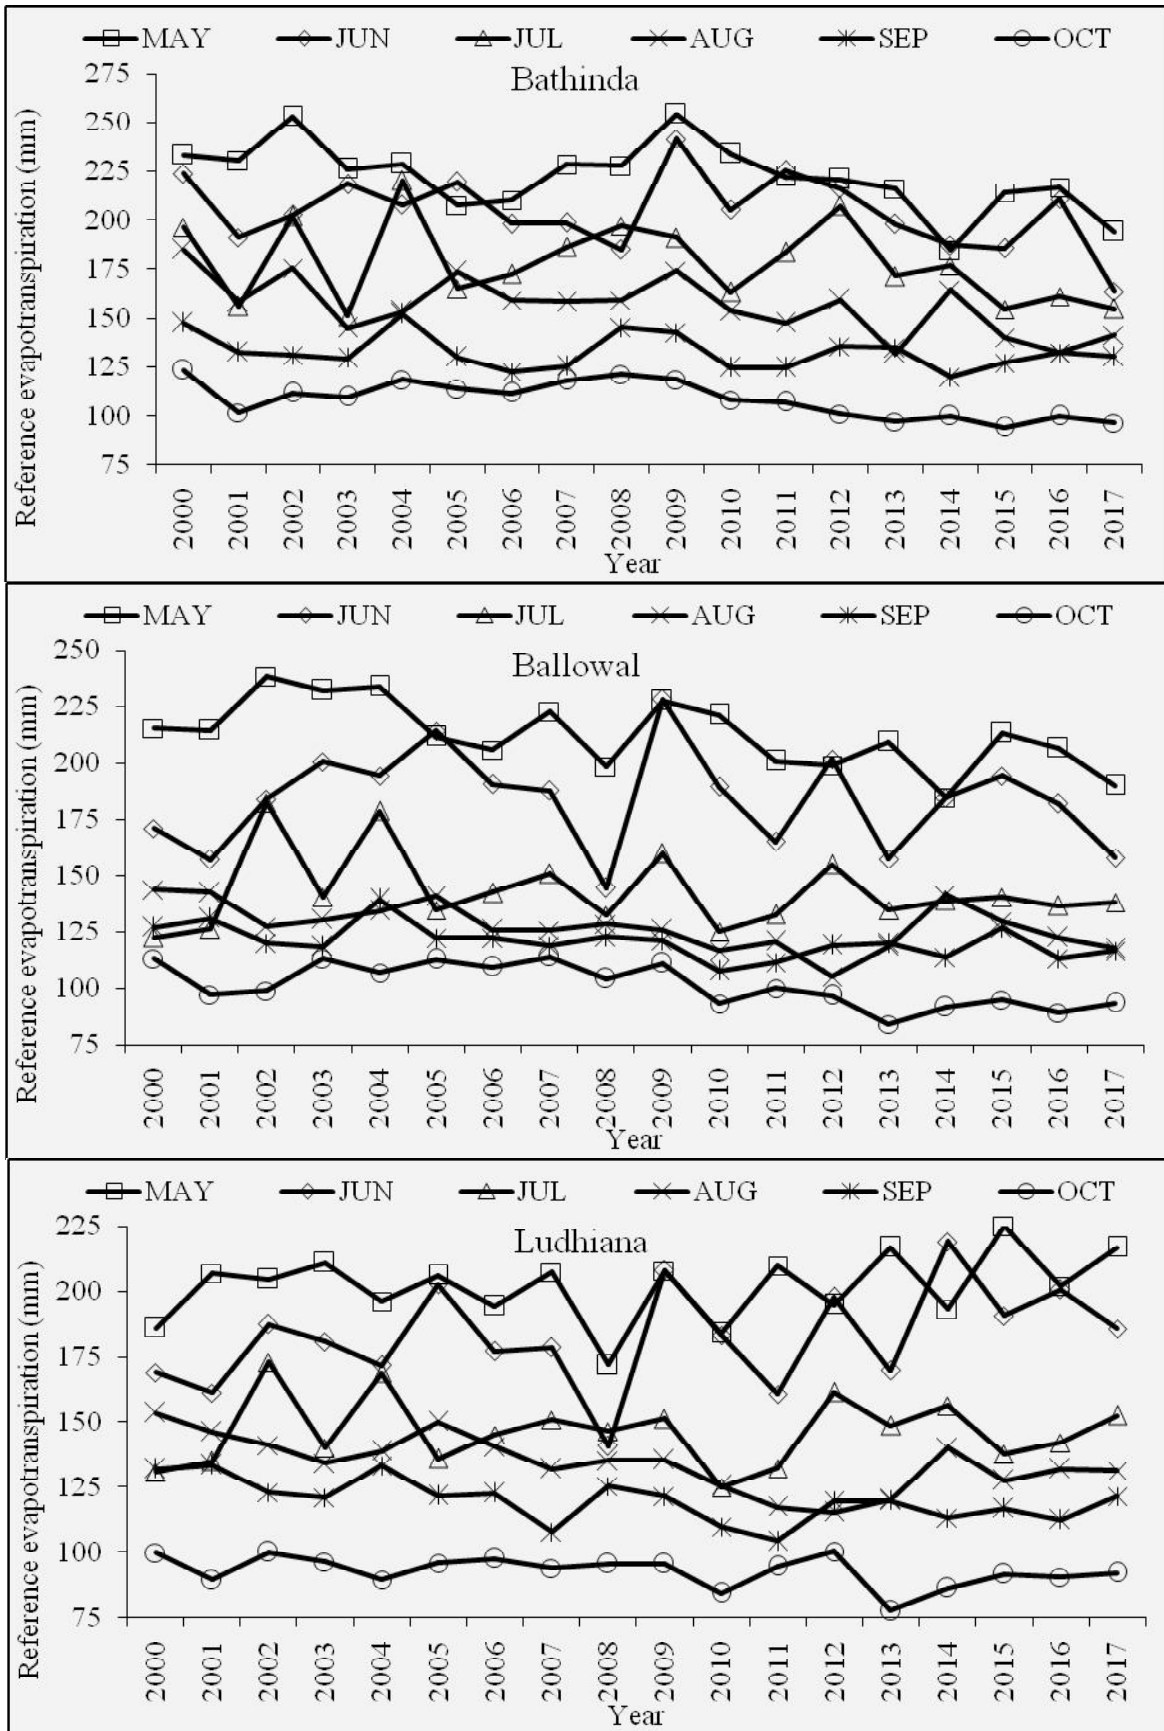 MAY JUN JUL AUG SEP OCT
Bathinda
Reference evapotranspiration (mm)
275
250
225
200
175
150
125
100
75
2000 2001 2002 2003 2004 2005 2006 2007 2008 2009 2010 2011 2012 2013 2014 2015 2016 2017
Year
MAY JUN JUL AUG SEP OCT
Ballowal
Reference evapotranspiration (mm)
250
225
200
175
150
125
100
75
2000 2001 2002 2003 2004 2005 2006 2007 2008 2009 2010 2011 2012 2013 2014 2015 2016 2017
Year
MAY JUN JUL AUG SEP OCT
Ludhiana
Reference evapotranspiration (mm)
225
200
175
150
125
100
75
2000 2001 2002 2003 2004 2005 2006 2007 2008 2009 2010 2011 2012 2013 2014 2015 2016 2017
Year